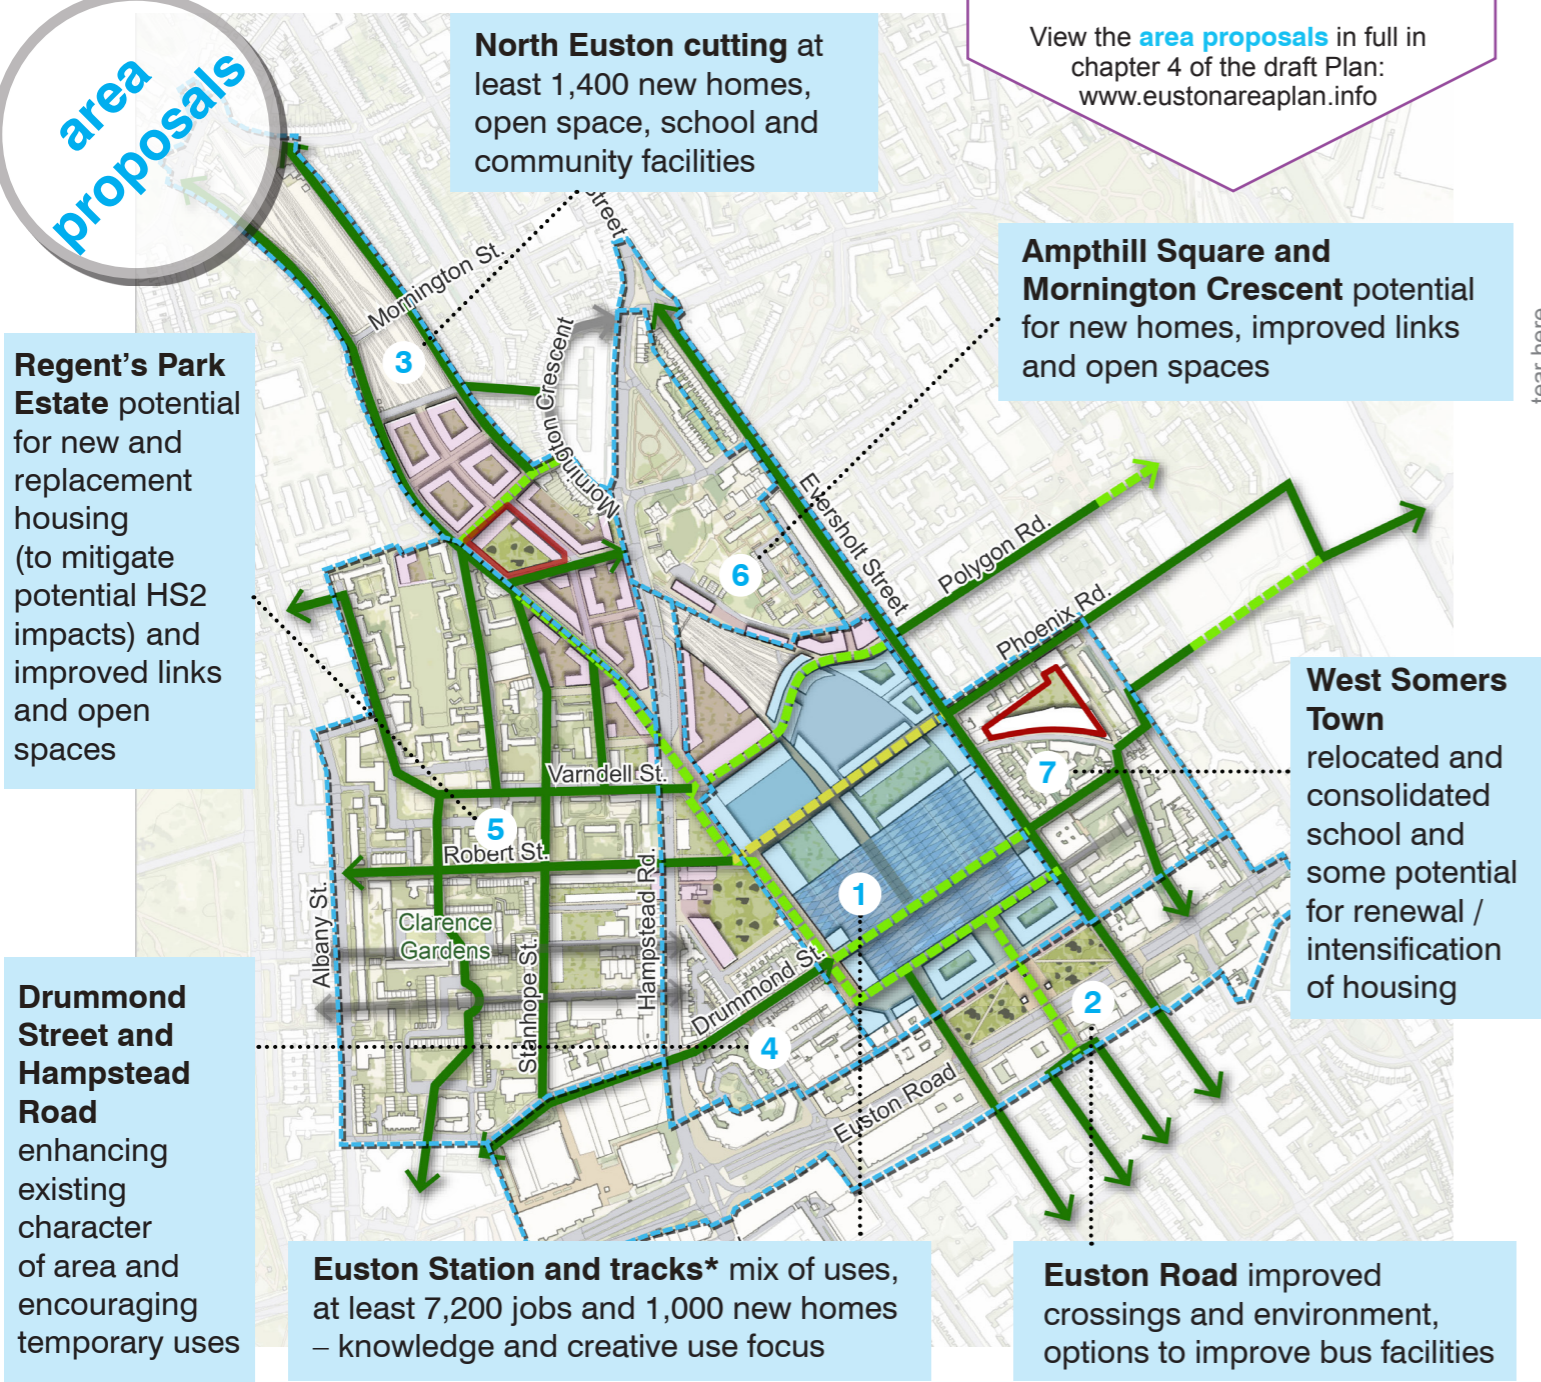 area
proposals
North Euston cutting at
least 1,400 new homes,
open space, school and
community facilities
View the area proposals in full in
chapter 4 of the draft Plan:
www.eustonareaplan.info
Ampthill Square and
Mornington Crescent potential
for new homes, improved links
and open spaces
tear here
Regent's Park
Estate potential
for new and
replacement
housing
(to mitigate
potential HS2
impacts) and
improved links
and open
spaces
West Somers
Town
relocated and
consolidated
school and
some potential
for renewal /
intensification
of housing
Drummond
Street and
Hampstead
Road
enhancing
existing
character
of area and
encouraging
temporary uses
Euston Station and tracks* mix of uses,
at least 7,200 jobs and 1,000 new homes
– knowledge and creative use focus
Euston Road improved
crossings and environment,
options to improve bus facilities
Street
Mornington St.
Mornington Crescent
3
Eversholt Street
Polygon Rd.
Phoenix Rd.
6
7
Varndell St.
5
Robert St.
Albany St.
Clarence
Gardens
Stanhope St.
Hampstead Rd.
1
Drummond St.
2
4
Euston Road